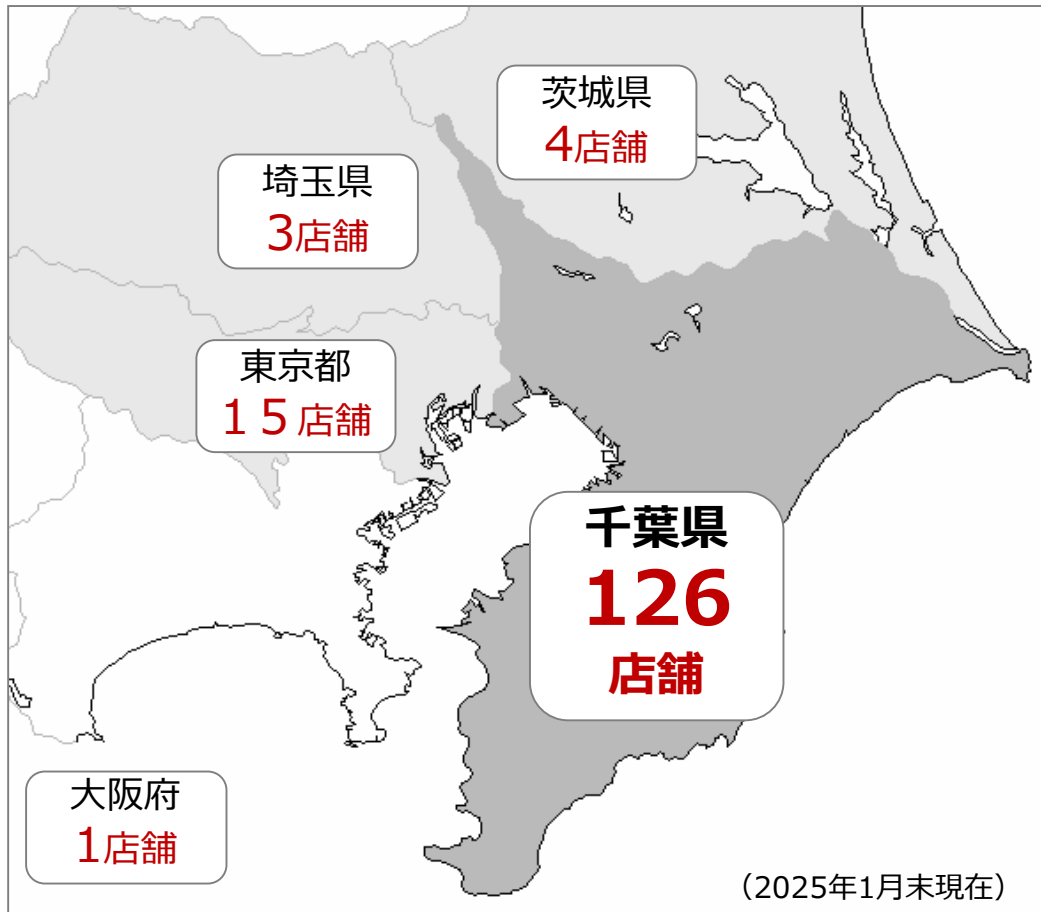 茨城県
4店舗
埼玉県
3店舗
東京都
１５店舗
千葉県
126
店舗
大阪府
1店舗
（2025年1月末現在）